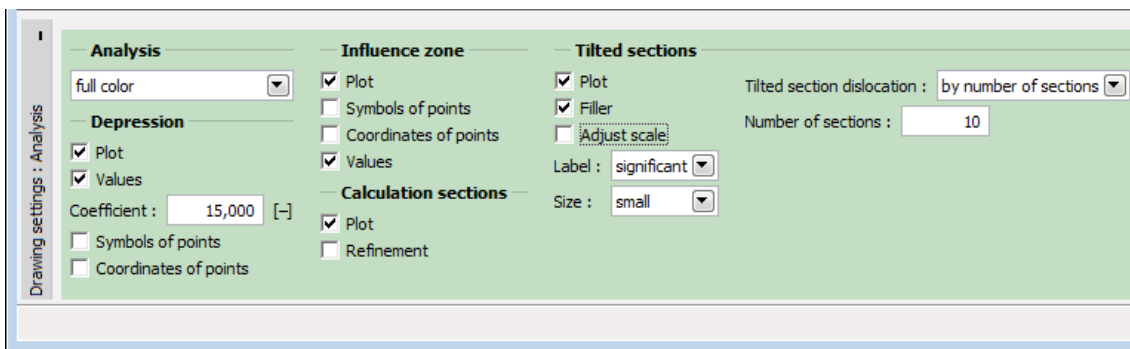 Drawing settings : Analysis
Analysis
full color
Depression
Plot
Values
Coefficient : 15,000 [–]
Symbols of points
Coordinates of points
Influence zone
Plot
Symbols of points
Coordinates of points
Values
Calculation sections
Plot
Refinement
Tilted sections
Plot
Filler
Adjust scale
Label : significant
Size : small
Tilted section dislocation : by number of sections
Number of sections : 10